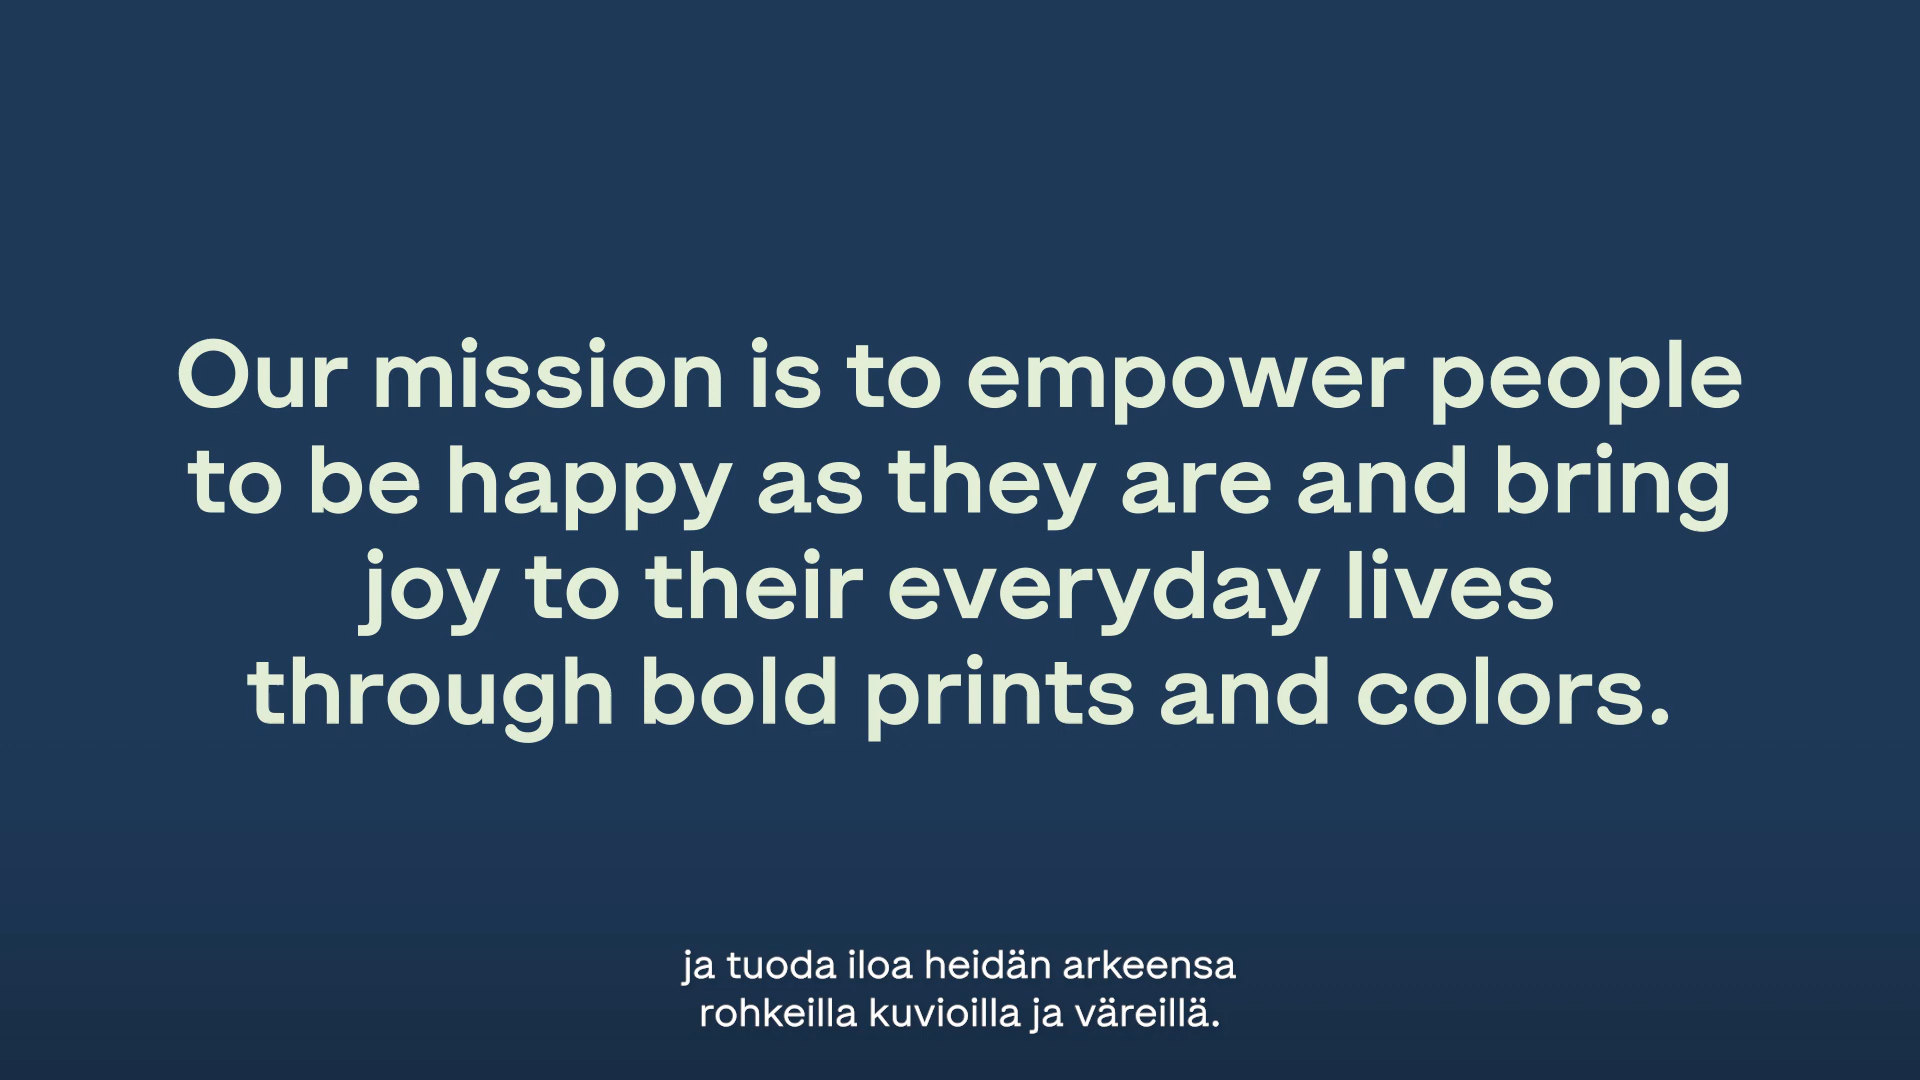 Our mission is to empower people
to be happy as they are and bring
joy to their everyday lives
through bold prints and colors.
ja tuoda iloa heidän arkeensa
rohkeilla kuvioilla ja väreillä.